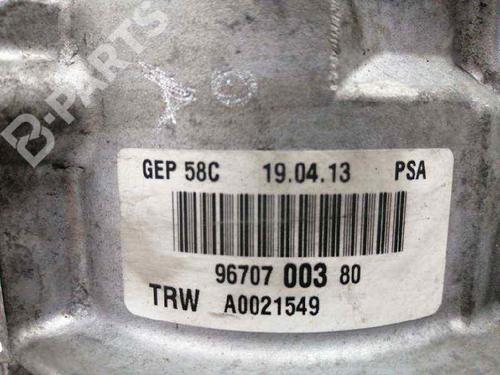 B-PARTS
GEP 58C 19.04.13 PSA
96707 003 80
TRW A0021549